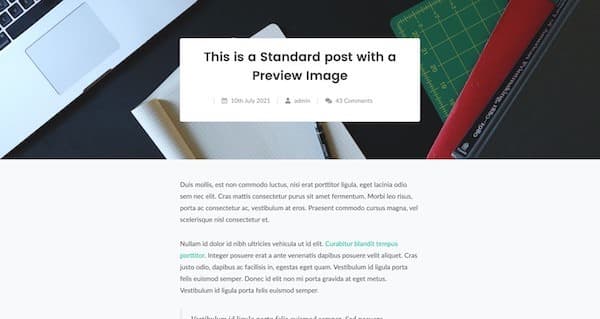 This is a Standard post with a
Preview Image
10th July 2021 | admin | 43 Comments
Duis mollis, est non commodo luctus, nisi erat porttitor ligula, eget lacinia odio
sem nec elit. Cras mattis consectetur purus sit amet fermentum. Morbi leo risus,
porta ac consectetur ac, vestibulum at eros. Praesent commodo cursus magna, vel
scelerisque nisl consectetur et.
Nullam id dolor id nibh ultricies vehicula ut id elit. Curabitur blandit tempus
porttitor. Integer posuere erat a ante venenatis dapibus posuere velit aliquet. Cras
justo odio, dapibus ac facilisis in, egestas eget quam. Vestibulum id ligula porta
felis euismod semper. Donec id elit non mi porta gravida at eget metus.
Vestibulum id ligula porta felis euismod semper.